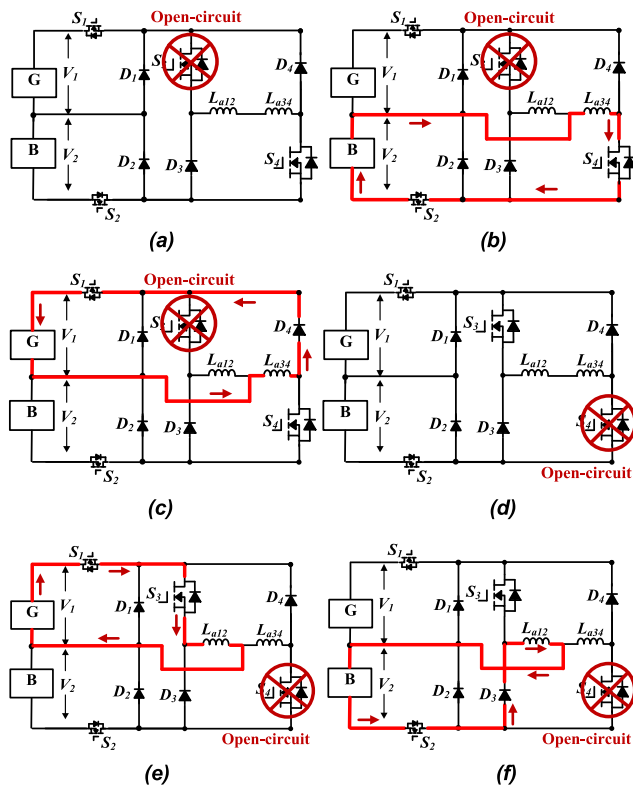 Open-circuit
S1
G
V1
D1
S
D4
La12
La34
B
V2
D2
D3
S4
S2
(a)
Open-circuit
S1
G
V1
D1
S
D4
La12
La34
B
V2
D2
D3
S4
S2
(b)
Open-circuit
S1
G
V1
D1
S
D4
La12
La34
B
V2
D2
D3
S4
S2
(c)
S1
G
V1
D1
S3
D4
La12
La34
B
V2
D2
D3
S4
S2
Open-circuit
(d)
S1
G
V1
D1
S3
D4
La12
La34
B
V2
D2
D3
S4
S2
Open-circuit
(e)
S1
G
V1
D1
S3
D4
La12
La34
B
V2
D2
D3
S4
S2
Open-circuit
(f)